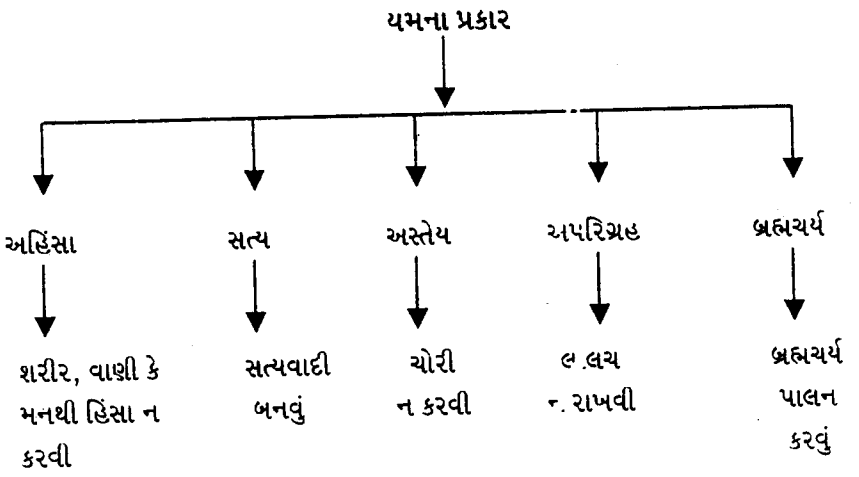 યમના પ્રકાર
અહિંસા
સત્ય
અસ્તેય
અપરિગ્રહ
બ્રહ્મચર્ય
શરીર, વાણી કે
મનથી હિંસા ન
કરવી
સત્યવાદી
બનવું
ચોરી
ન કરવી
લાલચ
ન રાખવી
બ્રહ્મચર્ય
પાલન
કરવું